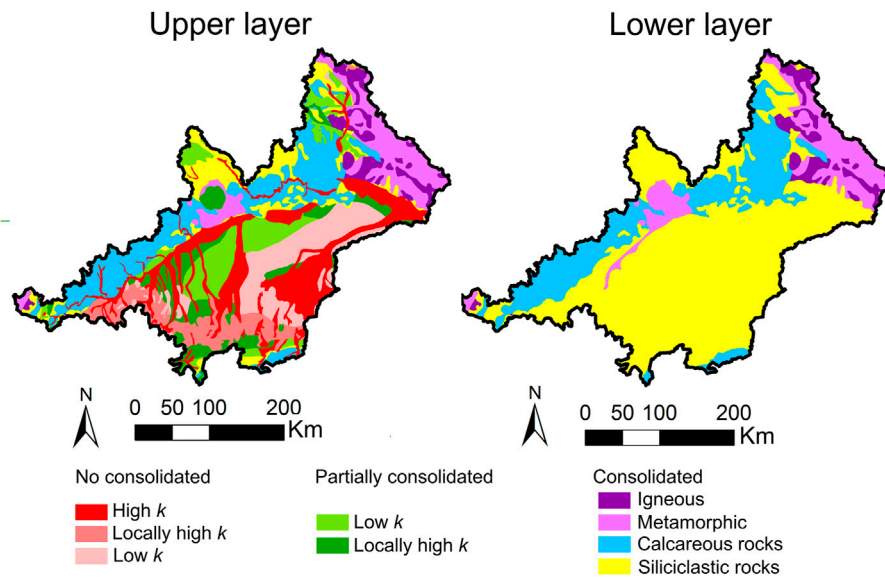 Upper layer
Lower layer
N
0 50 100 200
Km
N
0 50 100 200
Km
No consolidated
High k
Locally high k
Low k
Partially consolidated
Low k
Locally high k
Consolidated
Igneous
Metamorphic
Calcareous rocks
Siliciclastic rocks